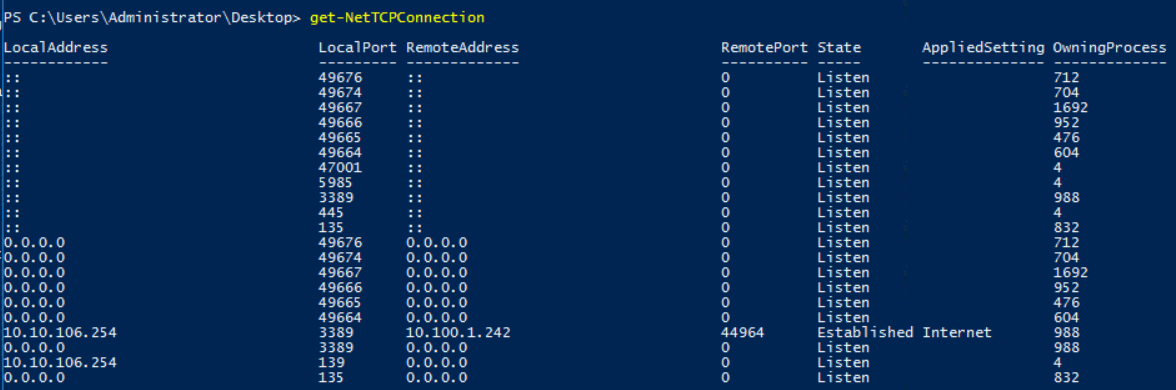 PS C:\Users\Administrator\Desktop> get-NetTCPConnection
LocalAddress LocalPort RemoteAddress RemotePort State AppliedSetting OwningProcess
------------ --------- ------------- ---------- ----- -------------- -------------
:: 49676 :: 0 Listen 712
:: 49674 :: 0 Listen 704
:: 49667 :: 0 Listen 1692
:: 49666 :: 0 Listen 952
:: 49665 :: 0 Listen 476
:: 49664 :: 0 Listen 604
:: 47001 :: 0 Listen 4
:: 5985 :: 0 Listen 4
:: 3389 :: 0 Listen 988
:: 445 :: 0 Listen 4
:: 135 :: 0 Listen 832
0.0.0.0 49676 0.0.0.0 0 Listen 712
0.0.0.0 49674 0.0.0.0 0 Listen 704
0.0.0.0 49667 0.0.0.0 0 Listen 1692
0.0.0.0 49666 0.0.0.0 0 Listen 952
0.0.0.0 49665 0.0.0.0 0 Listen 476
0.0.0.0 49664 0.0.0.0 0 Listen 604
10.10.106.254 3389 10.100.1.242 44964 Established Internet 988
0.0.0.0 3389 0.0.0.0 0 Listen 988
10.10.106.254 139 0.0.0.0 0 Listen 4
0.0.0.0 135 0.0.0.0 0 Listen 832